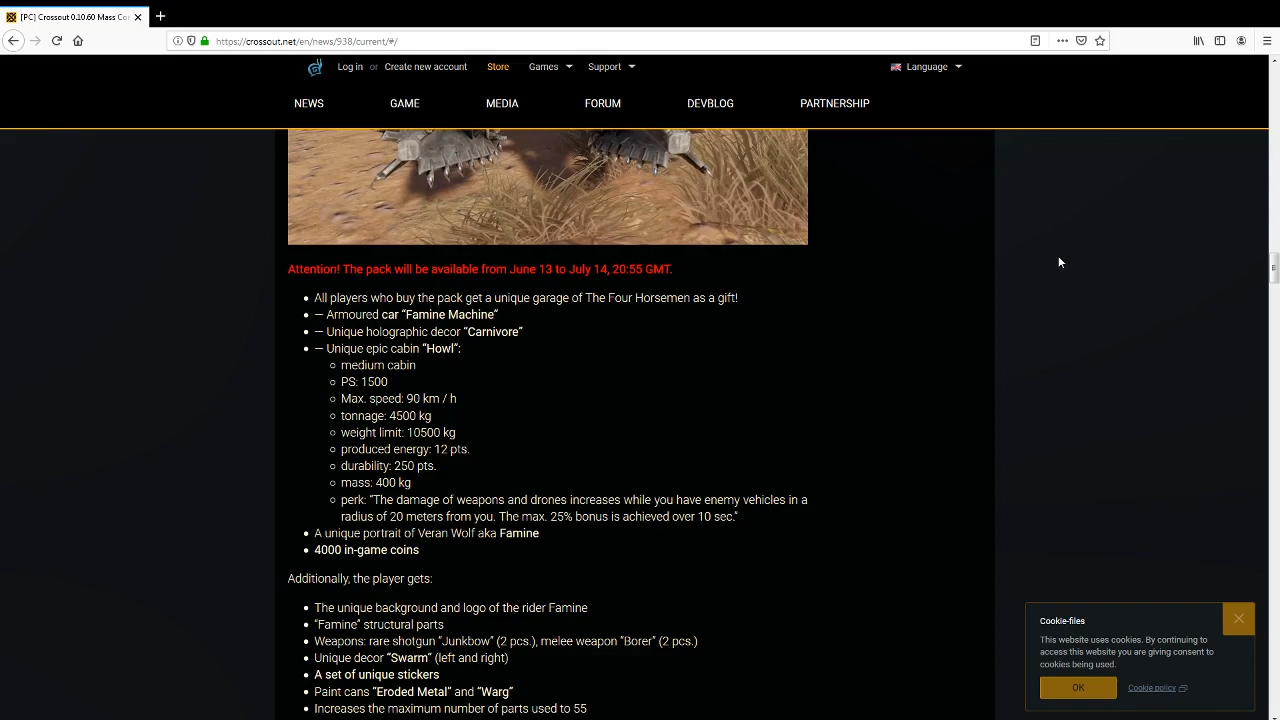 [PC] Crossout 0.10.60 Mass Con
https://crossout.net/en/news/938/current/#/
Log in or Create new account Store Games Support Language
NEWS GAME MEDIA FORUM DEVBLOG PARTNERSHIP
Attention! The pack will be available from June 13 to July 14, 20:55 GMT.
All players who buy the pack get a unique garage of The Four Horsemen as a gift!
— Armoured car “Famine Machine”
— Unique holographic decor “Carnivore”
— Unique epic cabin “Howl”:
medium cabin
PS: 1500
Max. speed: 90 km / h
tonnage: 4500 kg
weight limit: 10500 kg
produced energy: 12 pts.
durability: 250 pts.
mass: 400 kg
perk: “The damage of weapons and drones increases while you have enemy vehicles in a
radius of 20 meters from you. The max. 25% bonus is achieved over 10 sec.”
A unique portrait of Veran Wolf aka Famine
4000 in-game coins
Additionally, the player gets:
The unique background and logo of the rider Famine
“Famine” structural parts
Weapons: rare shotgun “Junkbow” (2 pcs.), melee weapon “Borer” (2 pcs.)
Unique decor “Swarm” (left and right)
A set of unique stickers
Paint cans “Eroded Metal” and “Warg”
Increases the maximum number of parts used to 55
Cookie-files
This website uses cookies. By continuing to
access this website you are giving consent to
cookies being used.
OK Cookie policy